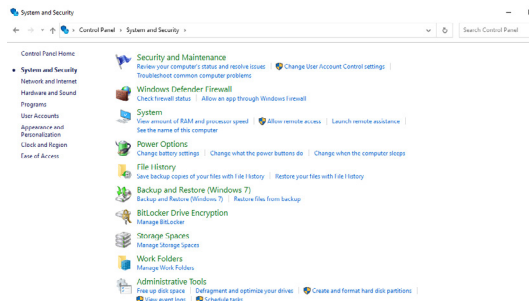 System and Security
Control Panel > System and Security >
Search Control Panel
Control Panel Home
System and Security
Network and Internet
Hardware and Sound
Programs
User Accounts
Appearance and
Personalization
Clock and Region
Ease of Access
Security and Maintenance
Review your computer's status and resolve issues | Change User Account Control settings |
Troubleshoot common computer problems
Windows Defender Firewall
Check firewall status | Allow an app through Windows Firewall
System
View amount of RAM and processor speed | Allow remote access | Launch remote assistance |
See the name of this computer
Power Options
Change battery settings | Change what the power buttons do | Change when the computer sleeps
File History
Save backup copies of your files with File History | Restore your files with File History
Backup and Restore (Windows 7)
Backup and Restore (Windows 7) | Restore files from backup
BitLocker Drive Encryption
Manage BitLocker
Storage Spaces
Manage Storage Spaces
Work Folders
Manage Work Folders
Administrative Tools
Free up disk space | Defragment and optimize your drives | Create and format hard disk partitions |
View event logs | Schedule tasks